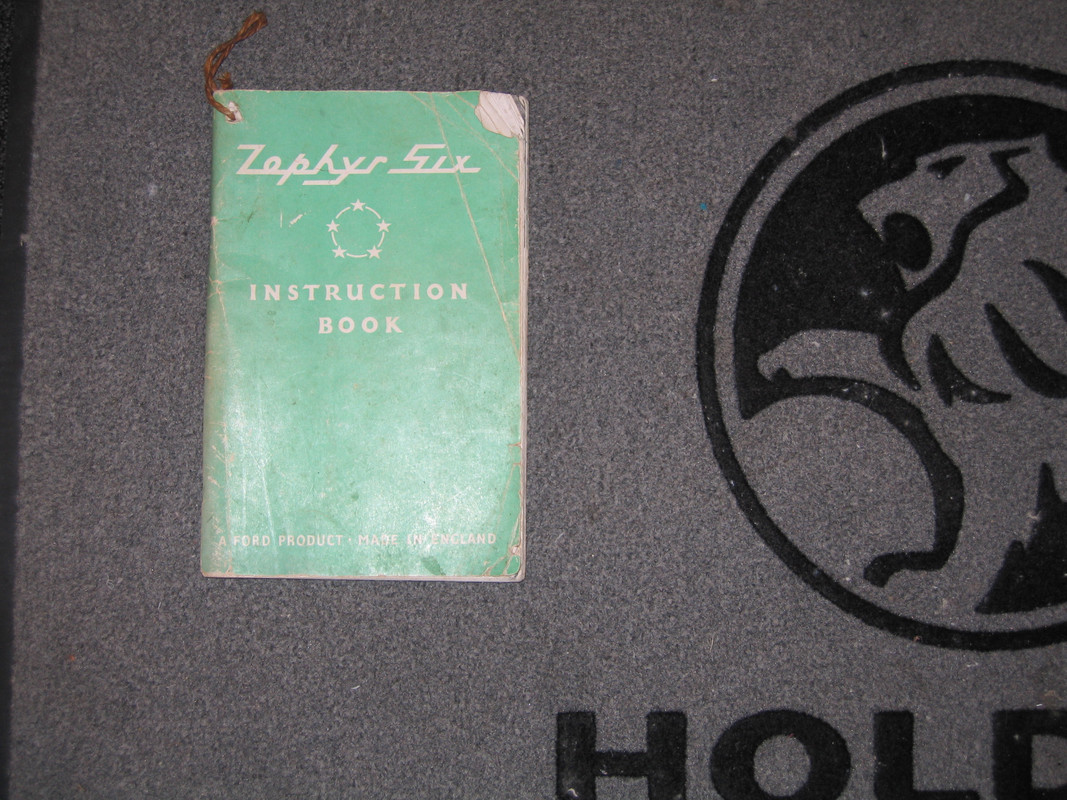 Zephyr Six
INSTRUCTION
BOOK
A FORD PRODUCT · MADE IN ENGLAND
HOLD